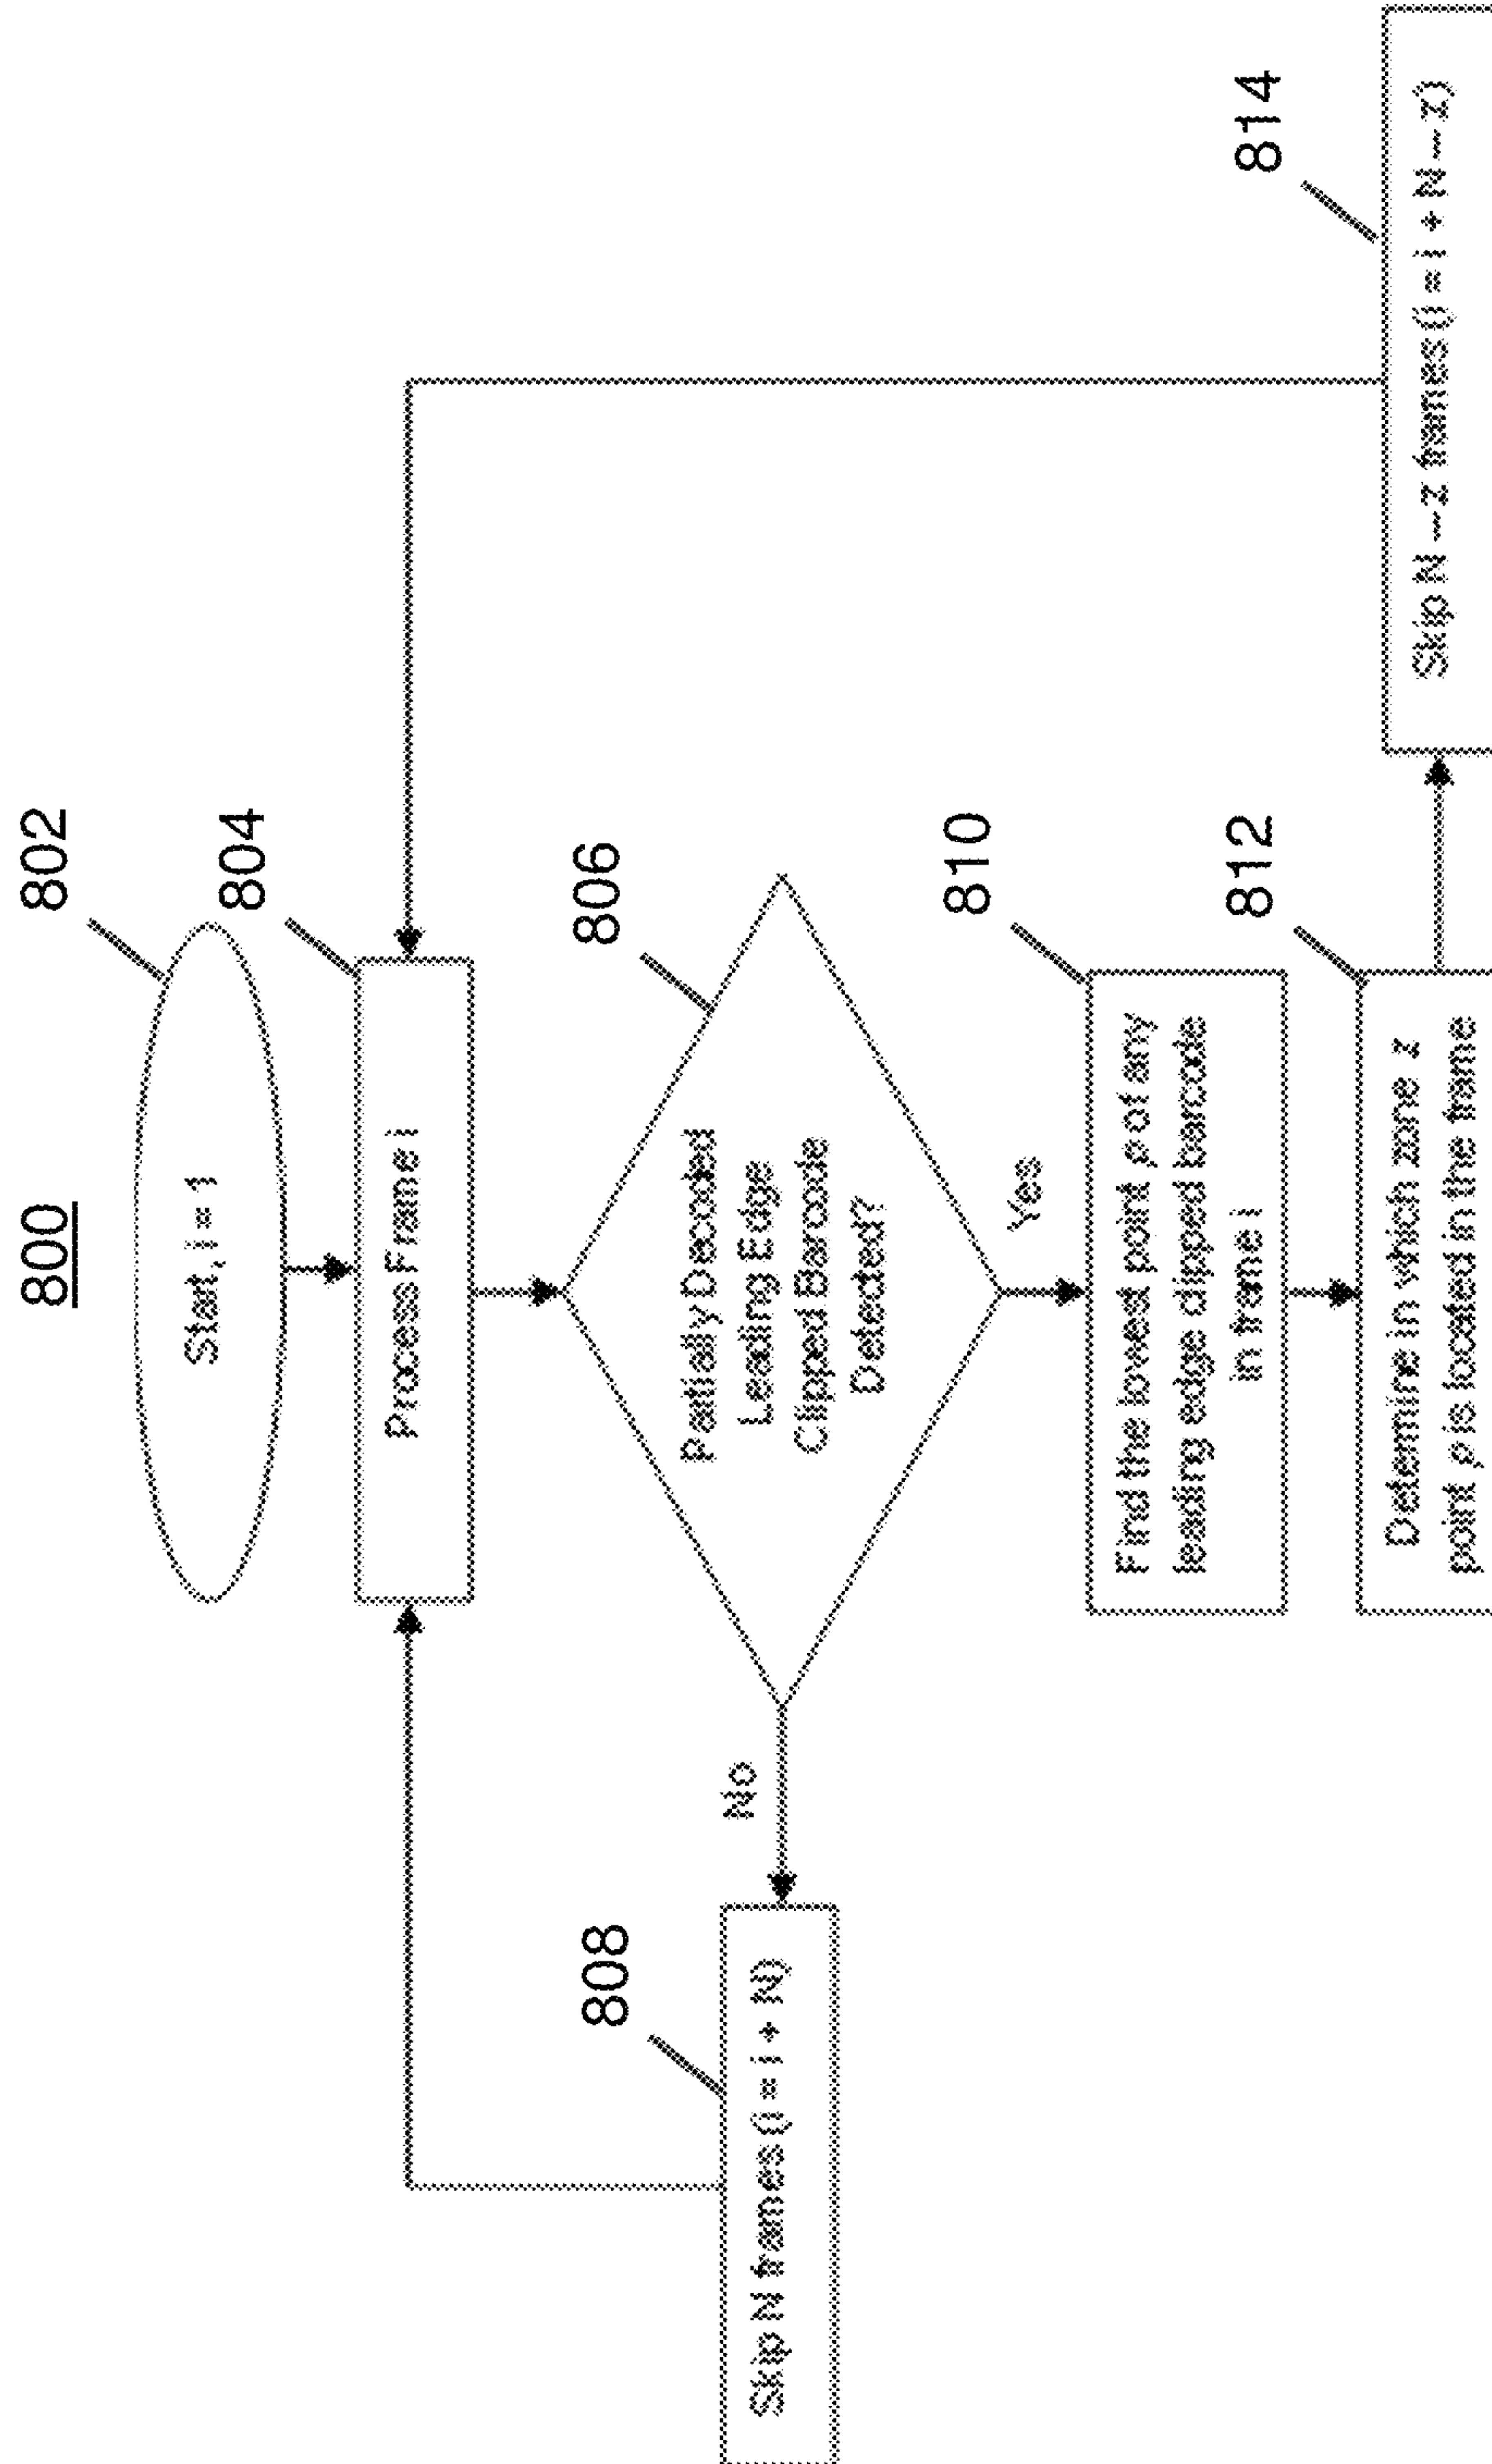 800
802
Start, i = 1
804
Process Frame i
806
Partially Decoded
Leading Edge
Clipped Barcode
Detected?
No
808
Skip N frames (i = i + N)
Yes
810
Find the lowest point p of any
leading edge clipped barcode
in frame i
812
Determine in which zone z
point p is located in the frame
814
Skip N – z frames (i = i + N – z)